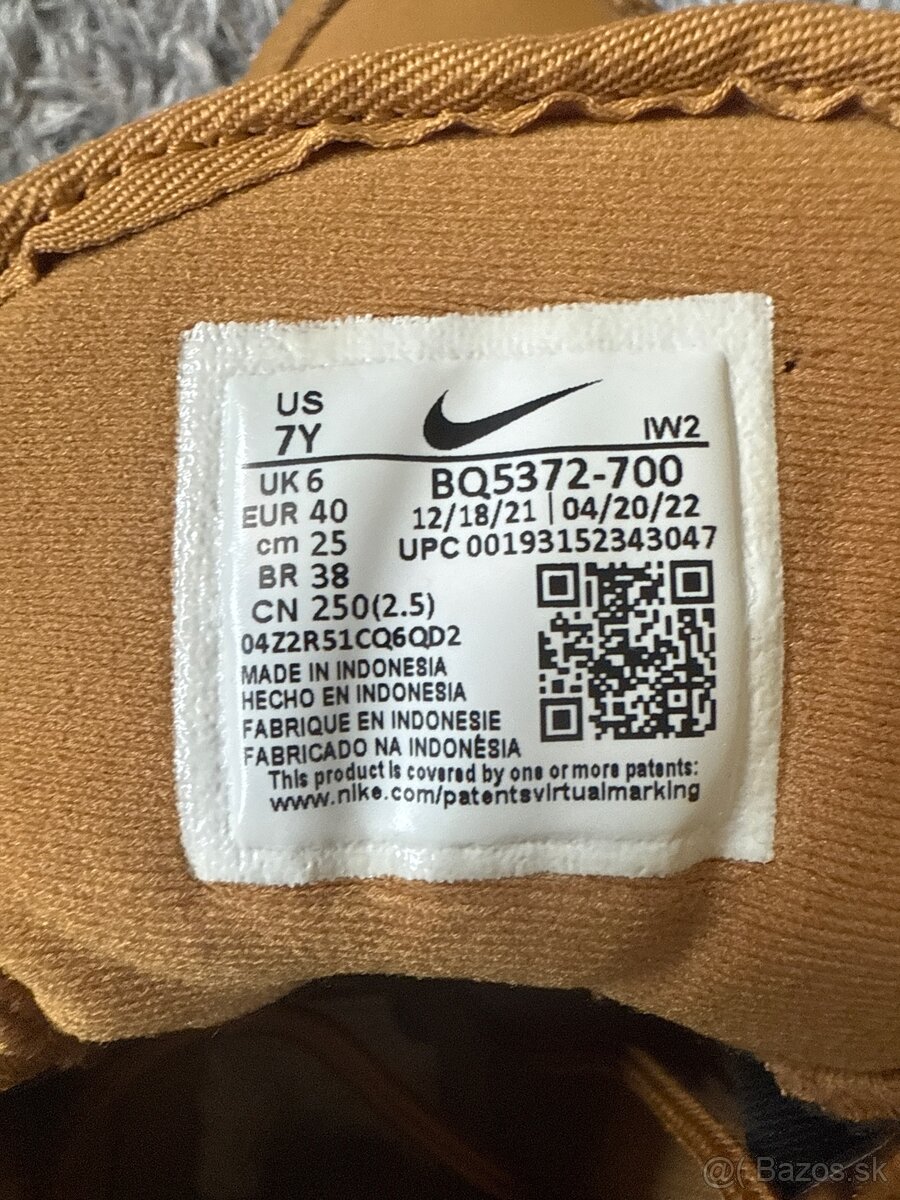 US
7Y
IW2
UK 6
BQ5372-700
EUR 40
12/18/21 | 04/20/22
cm 25
UPC 00193152343047
BR 38
CN 250(2.5)
04Z2R51CQ6QD2
MADE IN INDONESIA
HECHO EN INDONESIA
FABRIQUE EN INDONESIE
FABRICADO NA INDONÉSIA
This product is covered by one or more patents:
www.nike.com/patentsvirtualmarking
Bazos.sk